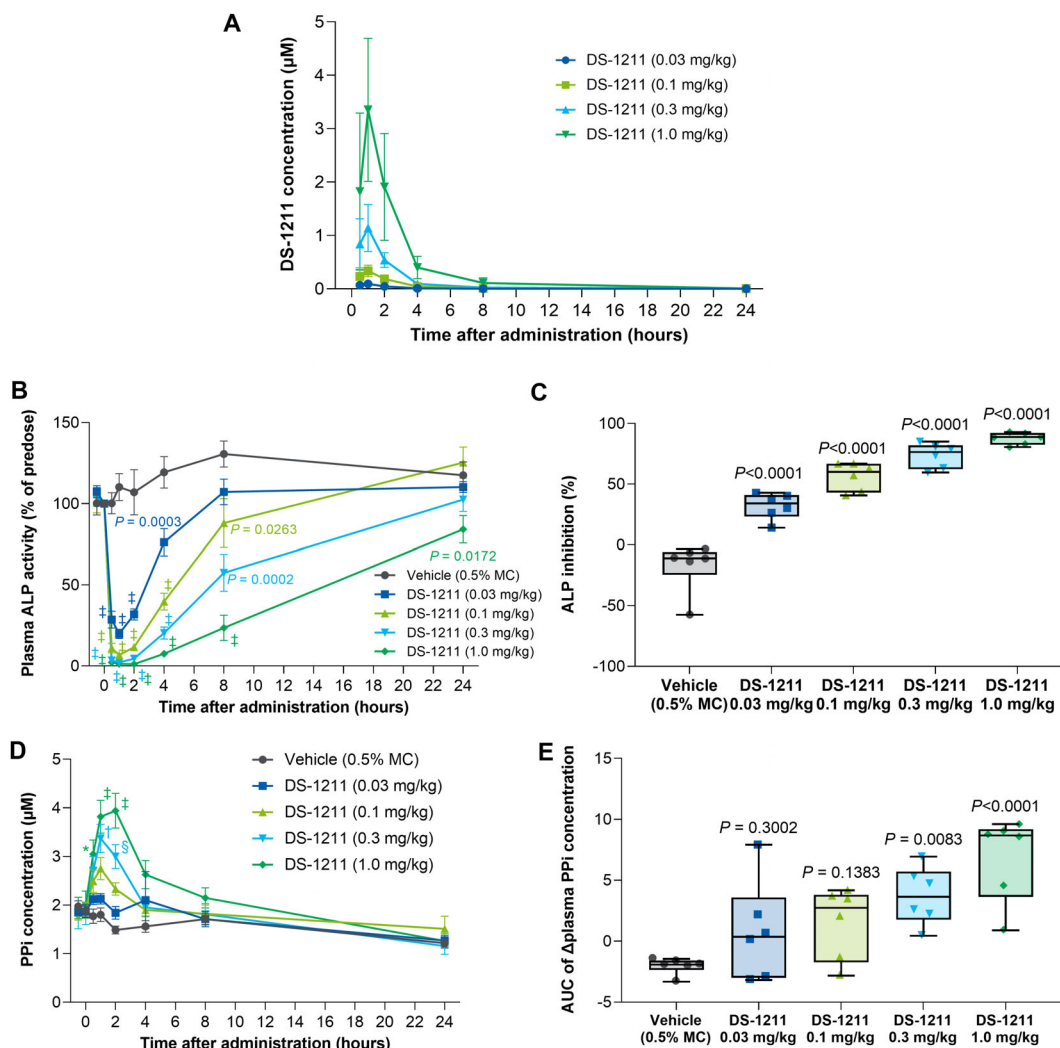 A
DS-1211 concentration (µM)
5
4
3
2
1
0
DS-1211 (0.03 mg/kg)
DS-1211 (0.1 mg/kg)
DS-1211 (0.3 mg/kg)
DS-1211 (1.0 mg/kg)
0 2 4 6 8 10 12 14 16 18 20 22 24
Time after administration (hours)
B
Plasma ALP activity (% of predose)
150
100
50
0
P = 0.0003
P = 0.0263
P = 0.0002
P = 0.0172
‡ ‡ ‡
‡ ‡ ‡ ‡
‡ ‡ ‡ ‡
‡ ‡ ‡ ‡ ‡
Vehicle (0.5% MC)
DS-1211 (0.03 mg/kg)
DS-1211 (0.1 mg/kg)
DS-1211 (0.3 mg/kg)
DS-1211 (1.0 mg/kg)
0 2 4 6 8 10 12 14 16 18 20 22 24
Time after administration (hours)
C
ALP inhibition (%)
100
50
0
-50
-100
P<0.0001
P<0.0001
P<0.0001
P<0.0001
Vehicle DS-1211 DS-1211 DS-1211 DS-1211
(0.5% MC) 0.03 mg/kg 0.1 mg/kg 0.3 mg/kg 1.0 mg/kg
D
PPi concentration (µM)
5
4
3
2
1
0
* ‡ ‡
† §
Vehicle (0.5% MC)
DS-1211 (0.03 mg/kg)
DS-1211 (0.1 mg/kg)
DS-1211 (0.3 mg/kg)
DS-1211 (1.0 mg/kg)
0 2 4 6 8 10 12 14 16 18 20 22 24
Time after administration (hours)
E
AUC of Δplasma PPi concentration
15
10
5
0
-5
P = 0.3002
P = 0.1383
P = 0.0083
P<0.0001
Vehicle DS-1211 DS-1211 DS-1211 DS-1211
(0.5% MC) 0.03 mg/kg 0.1 mg/kg 0.3 mg/kg 1.0 mg/kg